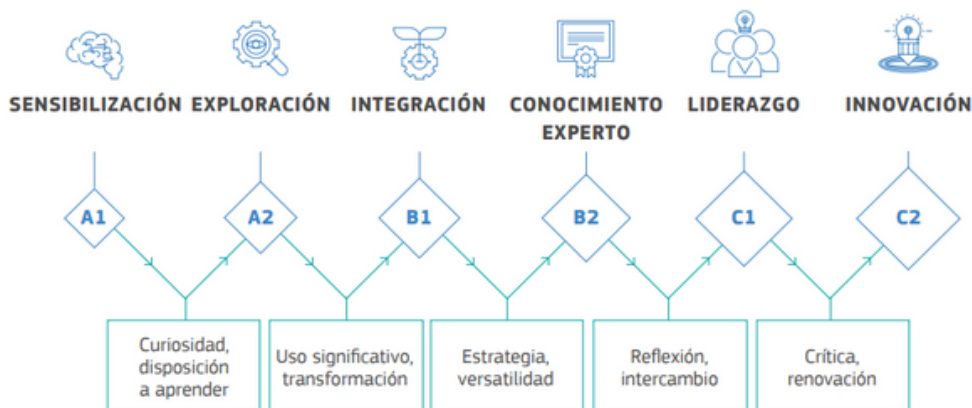 SENSIBILIZACIÓN EXPLORACIÓN INTEGRACIÓN CONOCIMIENTO EXPERTO LIDERAZGO INNOVACIÓN
A1 A2 B1 B2 C1 C2
Curiosidad,
disposición
a aprender
Uso significativo,
transformación
Estrategia,
versatilidad
Reflexión,
intercambio
Crítica,
renovación